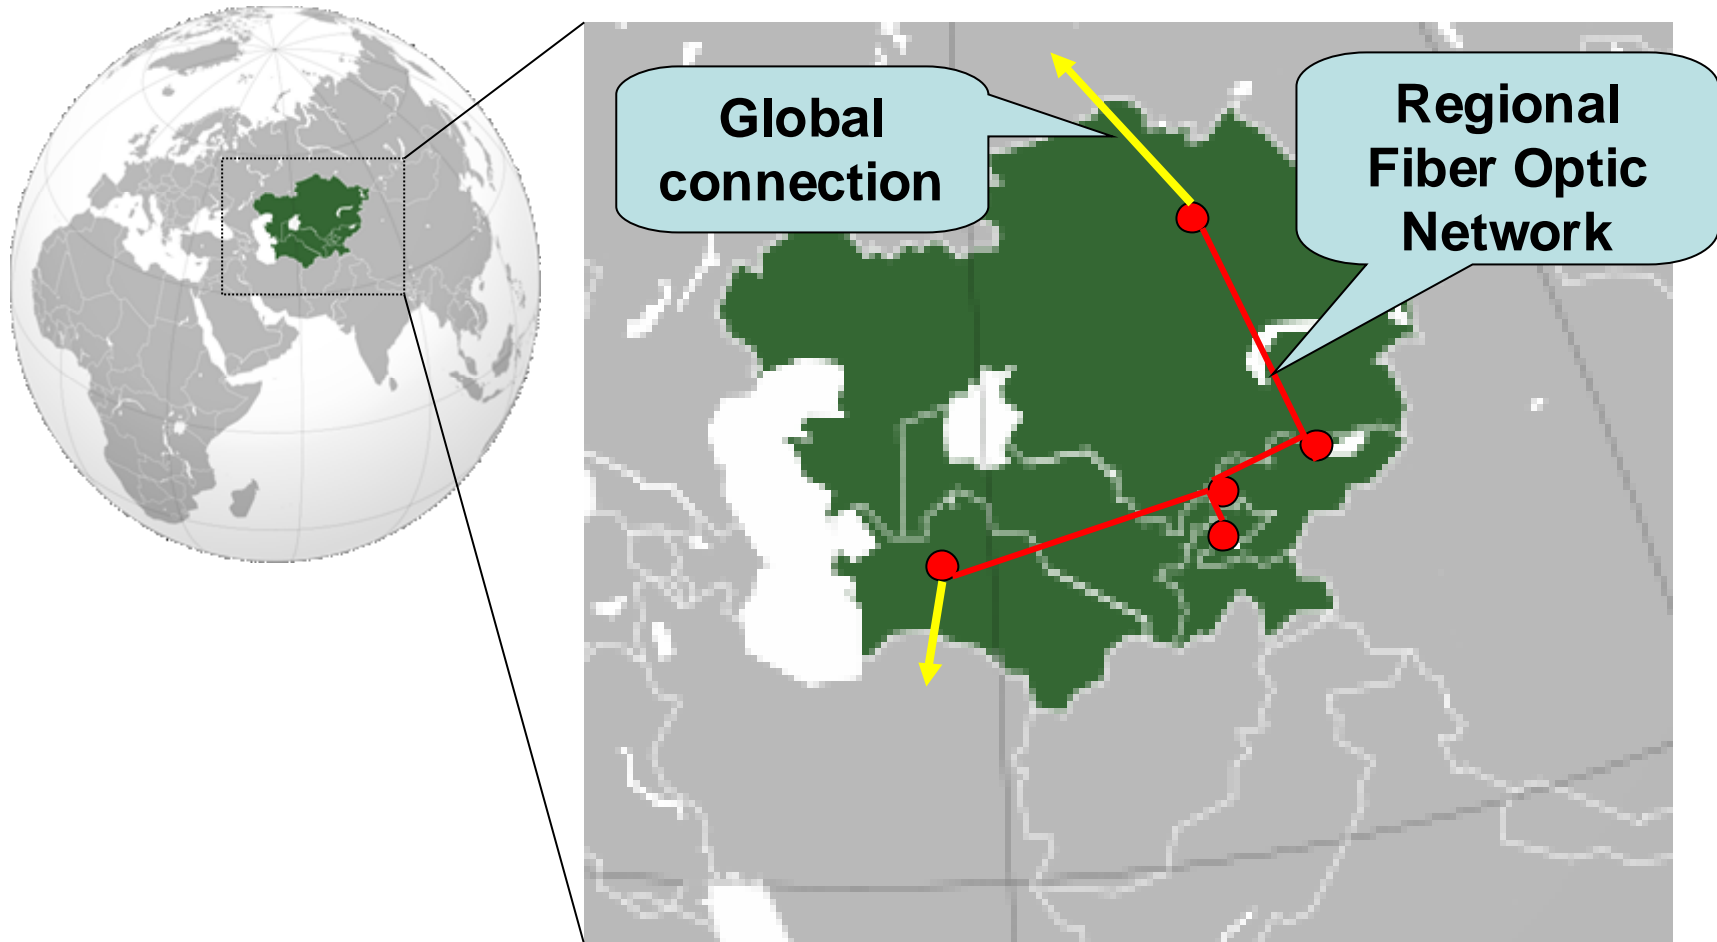 Global
connection
Regional
Fiber Optic
Network